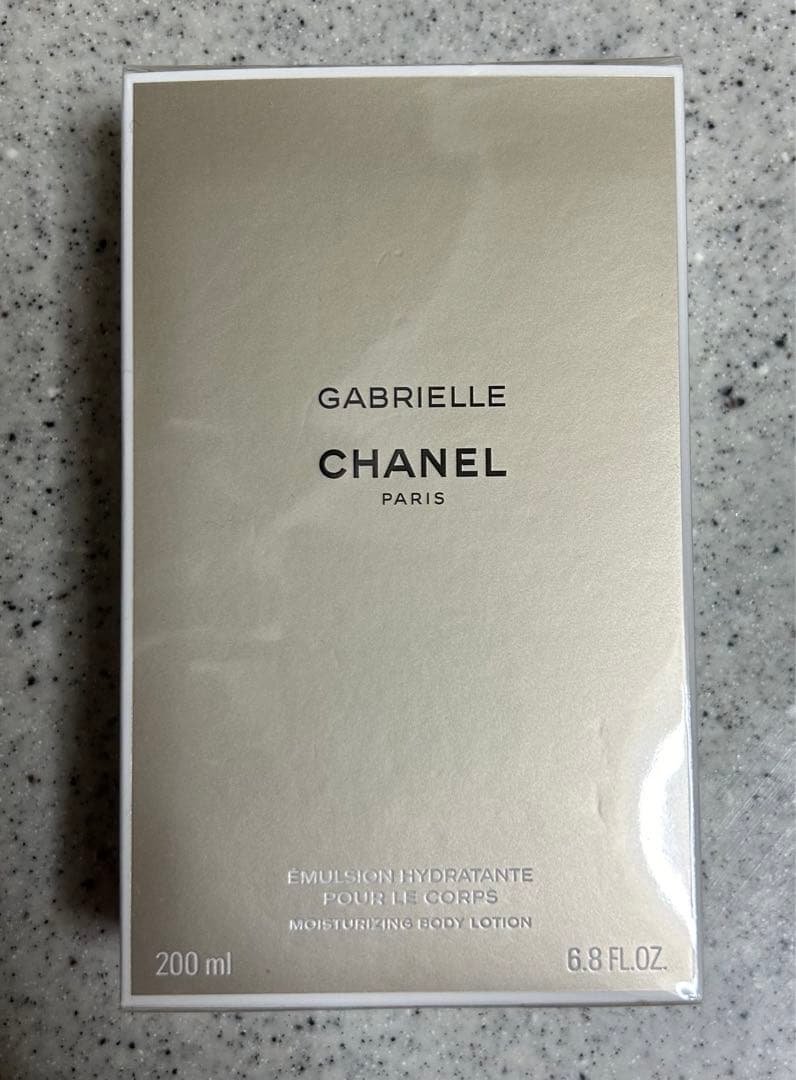 GABRIELLE
CHANEL
PARIS
ÉMULSION HYDRATANTE
POUR LE CORPS
MOISTURIZING BODY LOTION
200 ml
6.8 FL.OZ.